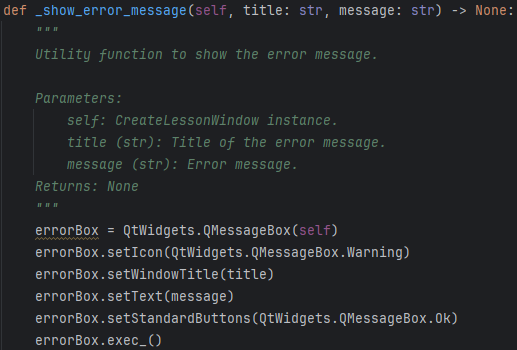 def _show_error_message(self, title: str, message: str) -> None:
    """
    Utility function to show the error message.

    Parameters:
        self: CreateLessonWindow instance.
        title (str): Title of the error message.
        message (str): Error message.
    Returns: None
    """
    errorBox = QtWidgets.QMessageBox(self)
    errorBox.setIcon(QtWidgets.QMessageBox.Warning)
    errorBox.setWindowTitle(title)
    errorBox.setText(message)
    errorBox.setStandardButtons(QtWidgets.QMessageBox.Ok)
    errorBox.exec_()